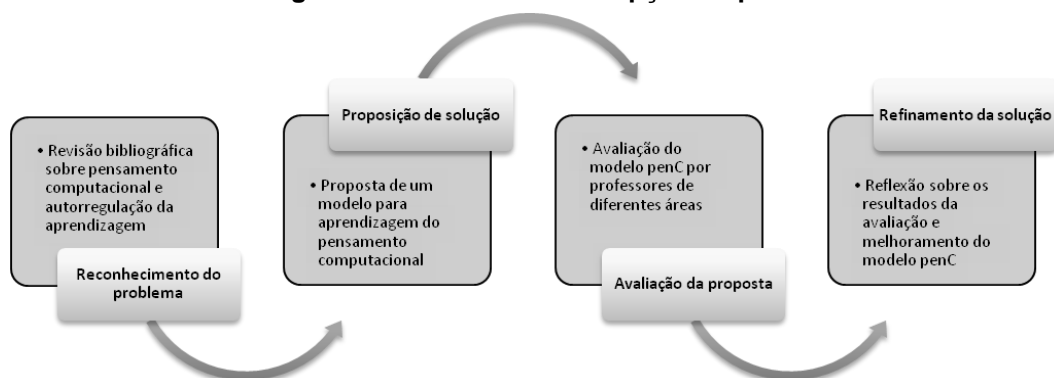 • Revisão bibliográfica
sobre pensamento
computacional e
autorregulação da
aprendizagem
Reconhecimento do
problema
Proposição de solução
• Proposta de um
modelo para
aprendizagem do
pensamento
computacional
• Avaliação do
modelo penC por
professores de
diferentes áreas
Avaliação da proposta
Refinamento da solução
• Reflexão sobre os
resultados da
avaliação e
melhoramento do
modelo penC